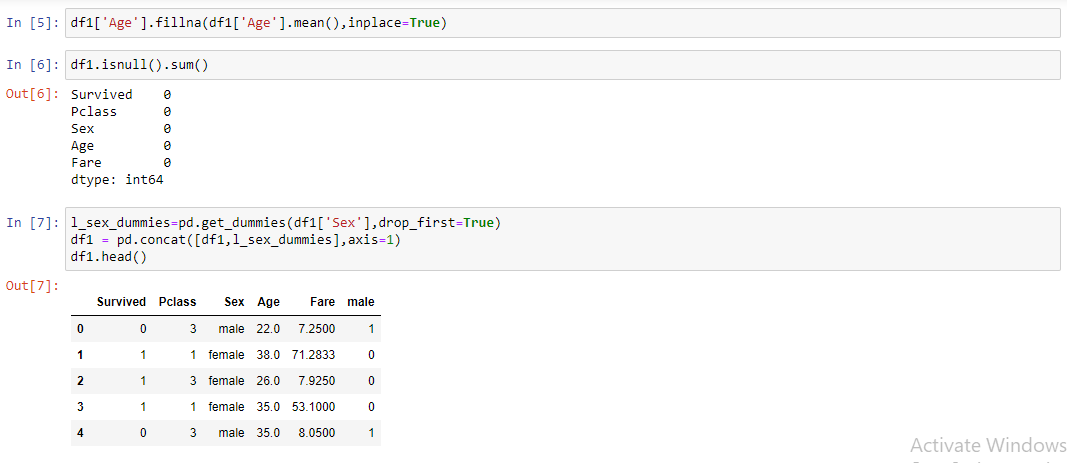 In [5]: df1['Age'].fillna(df1['Age'].mean(),inplace=True)
In [6]: df1.isnull().sum()
Out[6]: Survived    0
Pclass      0
Sex         0
Age         0
Fare        0
dtype: int64
In [7]: l_sex_dummies=pd.get_dummies(df1['Sex'],drop_first=True)
df1 = pd.concat([df1,l_sex_dummies],axis=1)
df1.head()
Out[7]:
Survived Pclass Sex Age Fare male
0 0 3 male 22.0 7.2500 1
1 1 1 female 38.0 71.2833 0
2 1 3 female 26.0 7.9250 0
3 1 1 female 35.0 53.1000 0
4 0 3 male 35.0 8.0500 1
Activate Windows